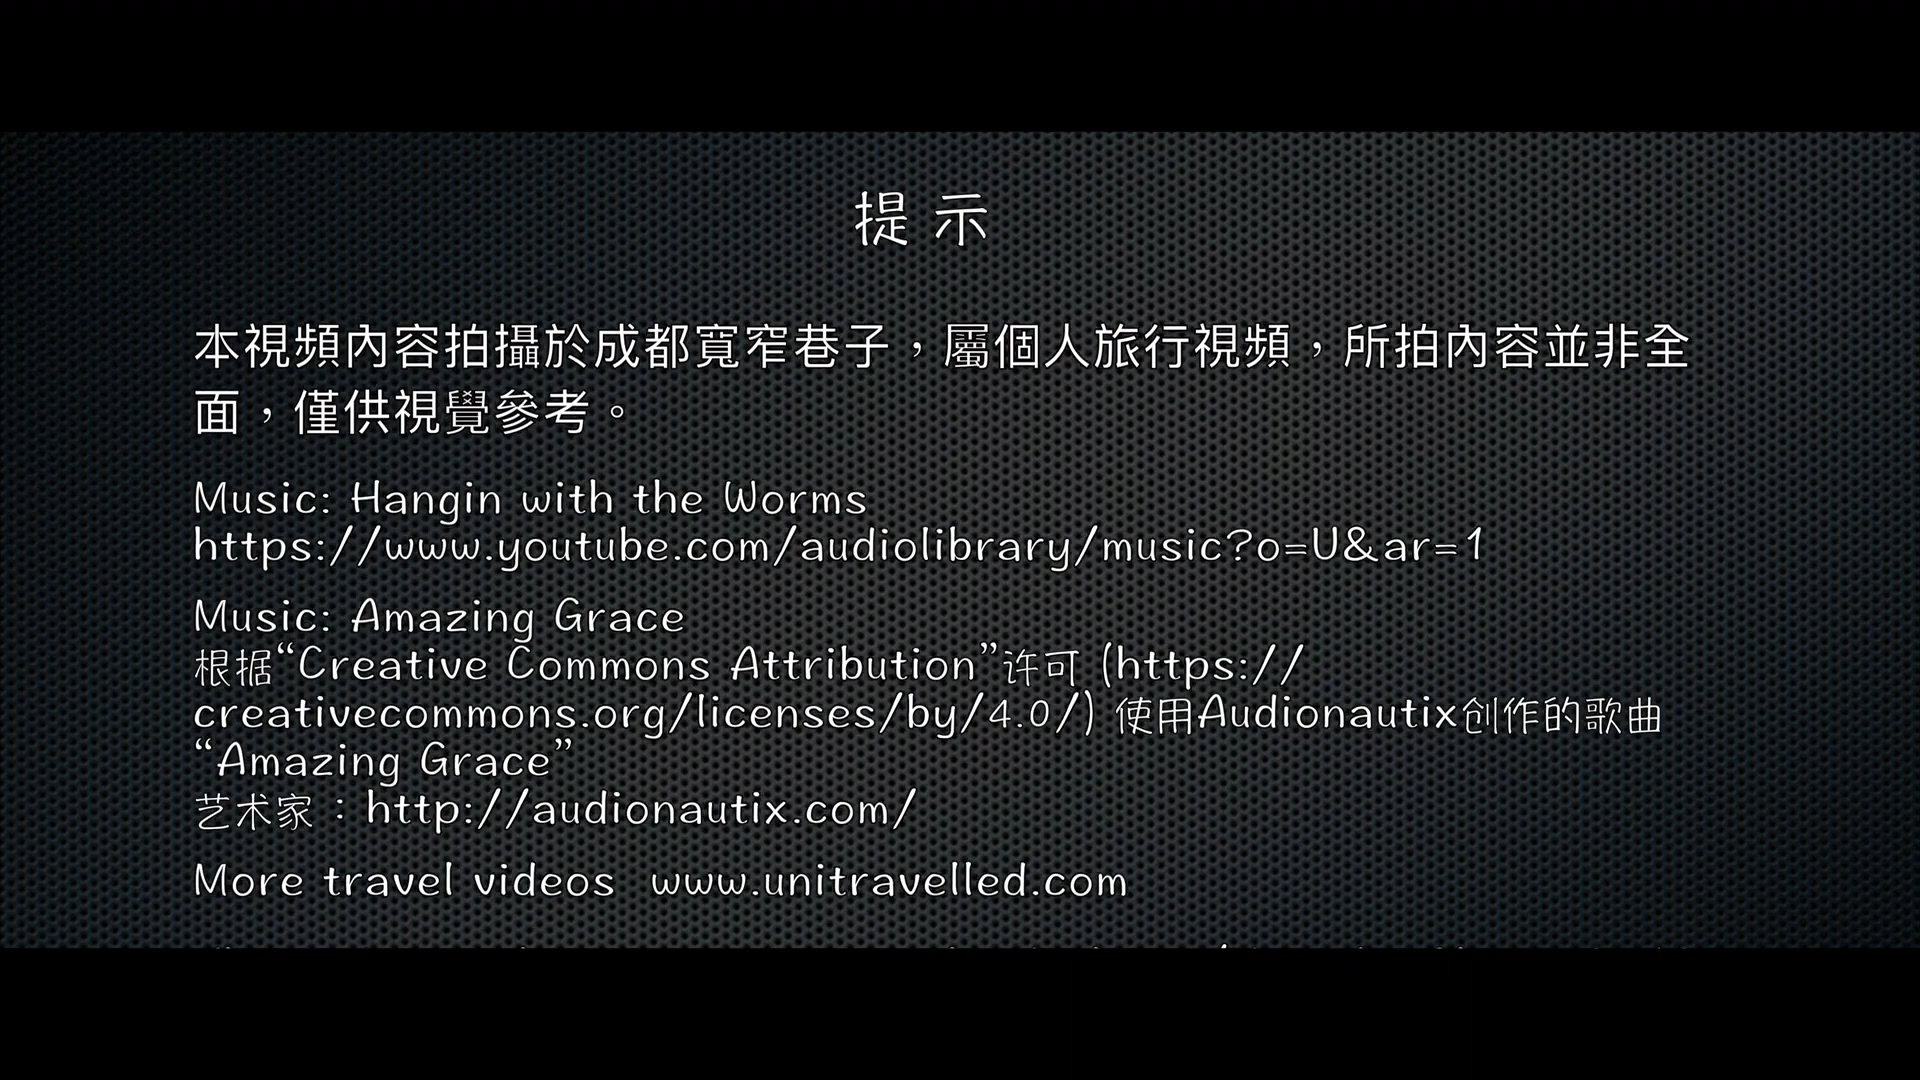 提示
本視頻內容拍攝於成都寬窄巷子，屬個人旅行視頻，所拍內容並非全
面，僅供視覺參考。
Music: Hangin with the Worms
https://www.youtube.com/audiolibrary/music?o=U&ar=1
Music: Amazing Grace
根据“Creative Commons Attribution”许可 (https://
creativecommons.org/licenses/by/4.0/) 使用Audionautix创作的歌曲
“Amazing Grace”
艺术家：http://audionautix.com/
More travel videos  www.unitravelled.com